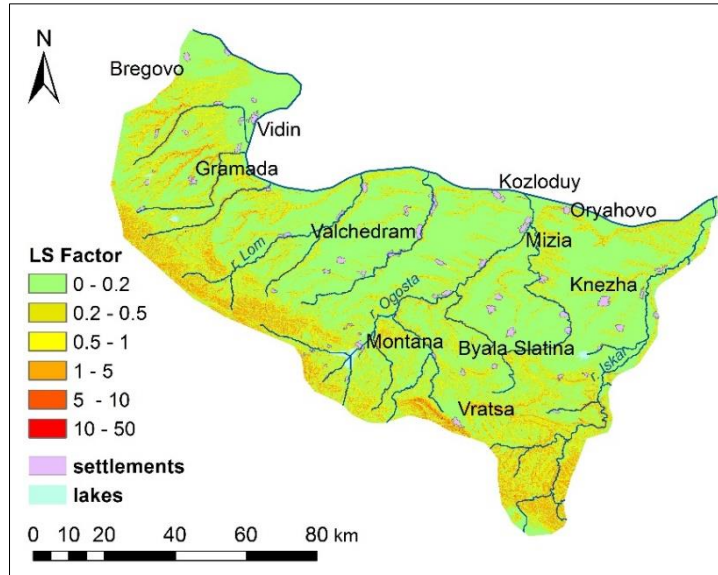 N
Bregovo
Vidin
Gramada
Kozloduy
Oryahovo
Valchedram
Mizia
r. Lom
Knezha
Ogosta
Montana
Byala Slatina
r. Iskar
Vratsa
LS Factor
0 - 0.2
0.2 - 0.5
0.5 - 1
1 - 5
5 - 10
10 - 50
settlements
lakes
0 20 40 60 80 km